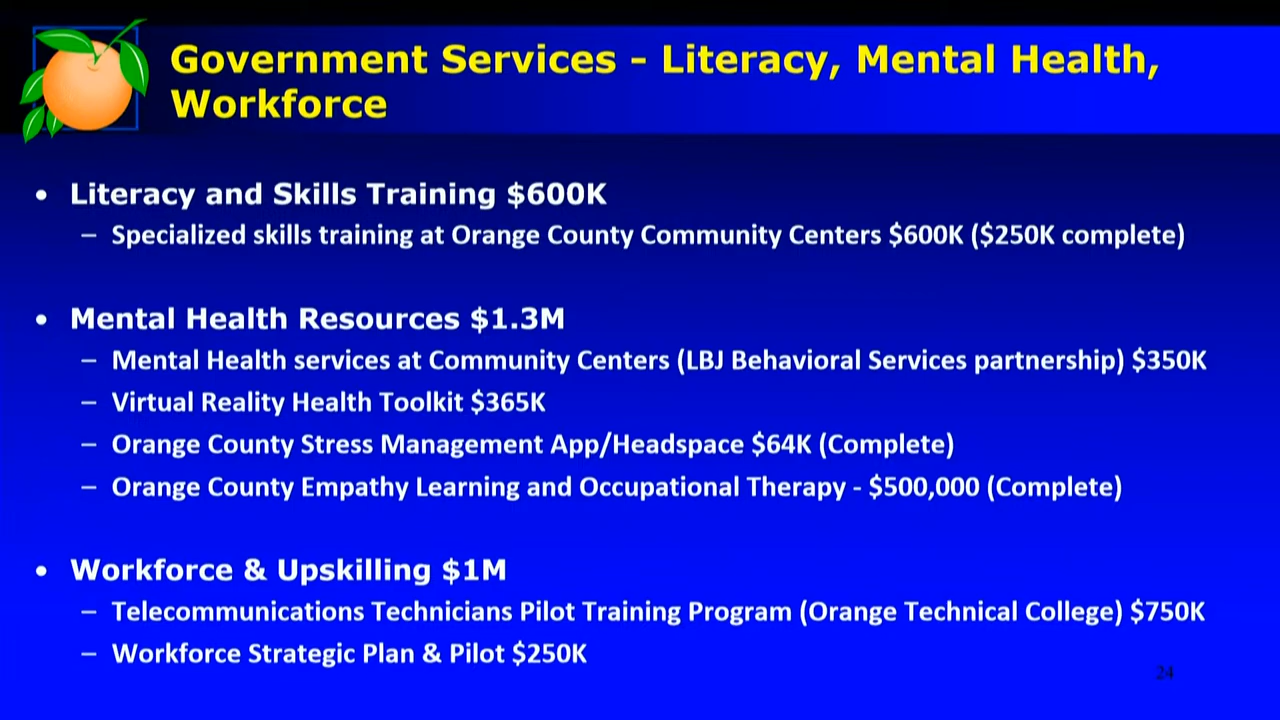 Government Services - Literacy, Mental Health,
Workforce
• Literacy and Skills Training $600K
– Specialized skills training at Orange County Community Centers $600K ($250K complete)
• Mental Health Resources $1.3M
– Mental Health services at Community Centers (LBJ Behavioral Services partnership) $350K
– Virtual Reality Health Toolkit $365K
– Orange County Stress Management App/Headspace $64K (Complete)
– Orange County Empathy Learning and Occupational Therapy - $500,000 (Complete)
• Workforce & Upskilling $1M
– Telecommunications Technicians Pilot Training Program (Orange Technical College) $750K
– Workforce Strategic Plan & Pilot $250K
24